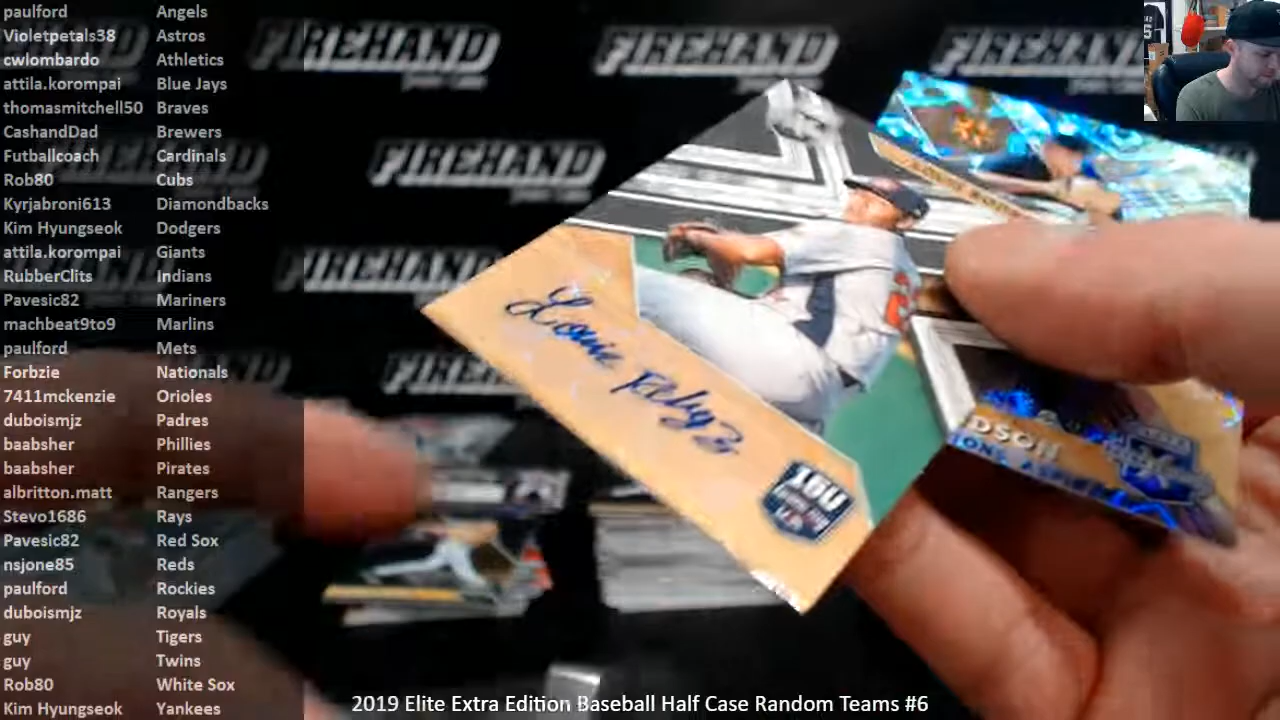 paulford Angels
Violetpetals38 Astros
cwlombardo Athletics
attila.korompai Blue Jays
thomasmitchell50 Braves
CashandDad Brewers
Futballcoach Cardinals
Rob80 Cubs
Kyrjabroni613 Diamondbacks
Kim Hyungseok Dodgers
attila.korompai Giants
RubberClits Indians
Pavesic82 Mariners
machbeat9to9 Marlins
paulford Mets
Forbzie Nationals
7411mckenzie Orioles
duboismjz Padres
baabsher Phillies
baabsher Pirates
albritton.matt Rangers
Stevo1686 Rays
Pavesic82 Red Sox
nsjone85 Reds
paulford Rockies
duboismjz Royals
guy Tigers
guy Twins
Rob80 White Sox
Kim Hyungseok Yankees
FIREHAND
FIREHAND
FIREHAND
FIREHAND
FIREHAND
FIREHAND
Louie
15U
DSON
2019 Elite Extra Edition Baseball Half Case Random Teams #6